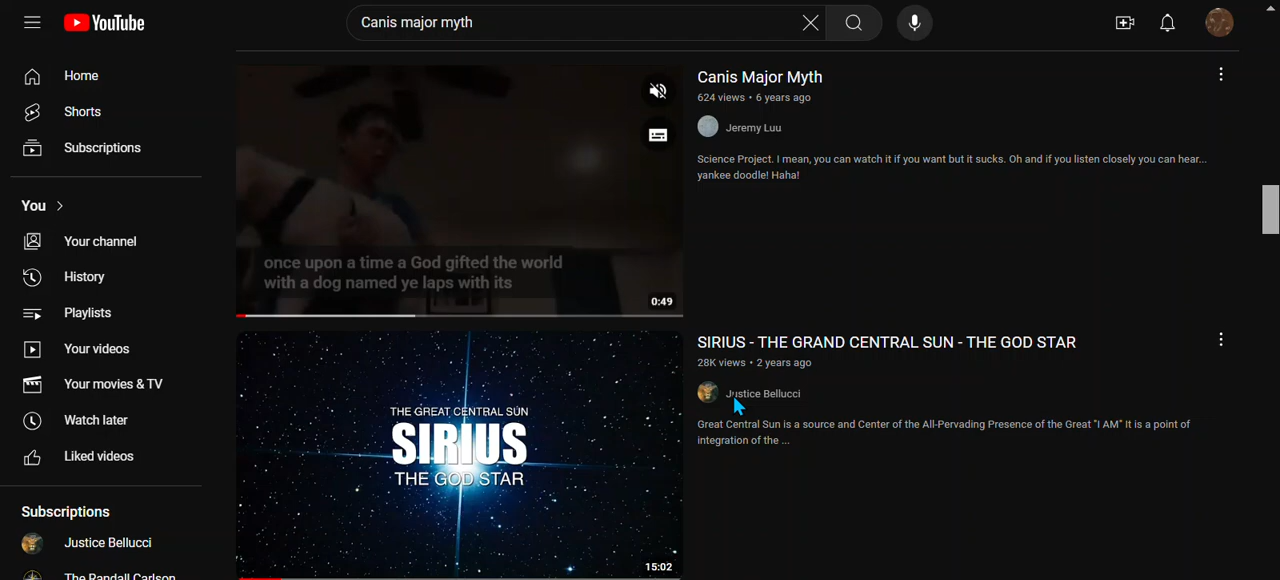 YouTube
Canis major myth
Home
Shorts
Subscriptions
You
Your channel
History
Playlists
Your videos
Your movies & TV
Watch later
Liked videos
Subscriptions
Justice Bellucci
The Randall Carlson
once upon a time a God gifted the world
with a dog named ye laps with its
0:49
Canis Major Myth
624 views • 6 years ago
Jeremy Luu
Science Project. I mean, you can watch it if you want but it sucks. Oh and if you listen closely you can hear...
yankee doodle! Haha!
THE GREAT CENTRAL SUN
SIRIUS
THE GOD STAR
15:02
SIRIUS - THE GRAND CENTRAL SUN - THE GOD STAR
28K views • 2 years ago
Justice Bellucci
Great Central Sun is a source and Center of the All-Pervading Presence of the Great "I AM" It is a point of
integration of the ...